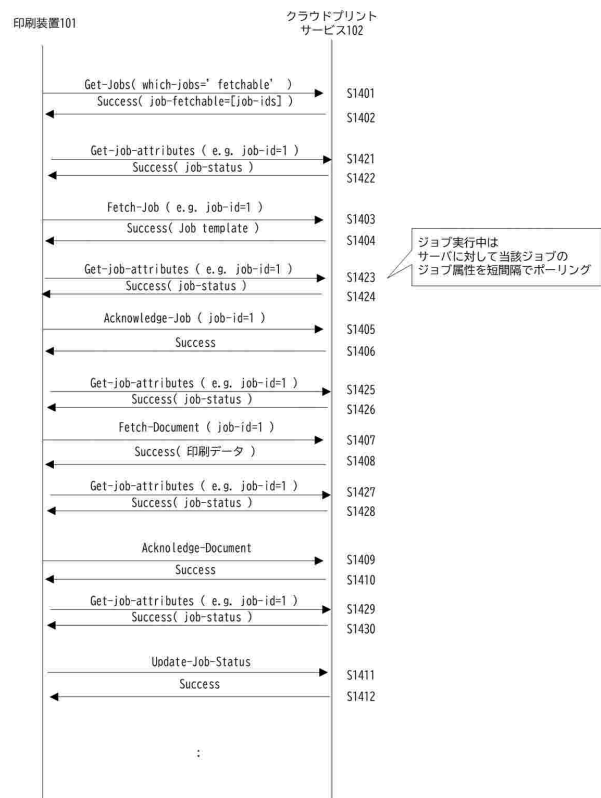 印刷装置101
クラウドプリント
サービス102
Get-Jobs( which-jobs=' fetchable' )
S1401
Success( job-fetchable=[job-ids] )
S1402
Get-job-attributes ( e.g. job-id=1 )
S1421
Success( job-status )
S1422
Fetch-Job ( e.g. job-id=1 )
S1403
Success( Job template )
S1404
ジョブ実行中は
サーバに対して当該ジョブの
ジョブ属性を短間隔でポーリング
Get-job-attributes ( e.g. job-id=1 )
S1423
Success( job-status )
S1424
Acknowledge-Job ( job-id=1 )
S1405
Success
S1406
Get-job-attributes ( e.g. job-id=1 )
S1425
Success( job-status )
S1426
Fetch-Document ( job-id=1 )
S1407
Success( 印刷データ )
S1408
Get-job-attributes ( e.g. job-id=1 )
S1427
Success( job-status )
S1428
Acknoledge-Document
S1409
Success
S1410
Get-job-attributes ( e.g. job-id=1 )
S1429
Success( job-status )
S1430
Update-Job-Status
S1411
Success
S1412
: